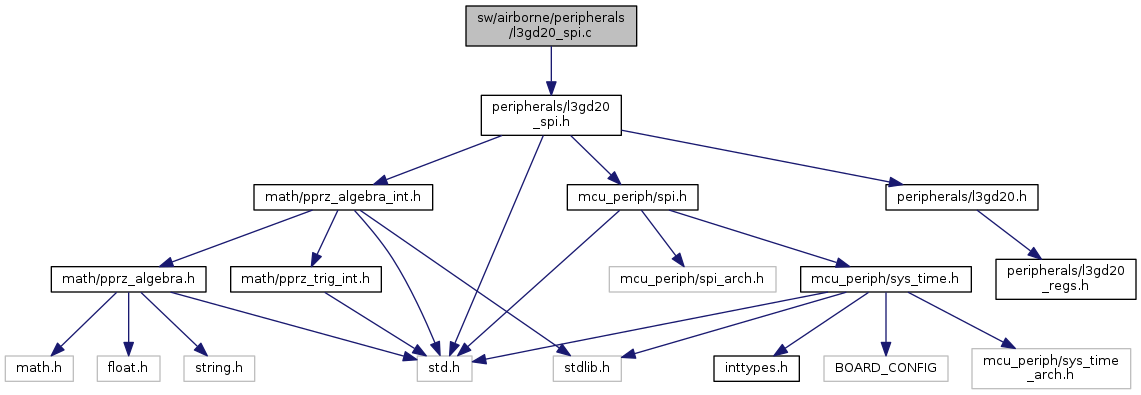 sw/airborne/peripherals
/l3gd20_spi.c
peripherals/l3gd20
_spi.h
math/pprz_algebra_int.h
mcu_periph/spi.h
peripherals/l3gd20.h
math/pprz_algebra.h
math/pprz_trig_int.h
mcu_periph/spi_arch.h
mcu_periph/sys_time.h
peripherals/l3gd20
_regs.h
math.h
float.h
string.h
std.h
stdlib.h
inttypes.h
BOARD_CONFIG
mcu_periph/sys_time
_arch.h